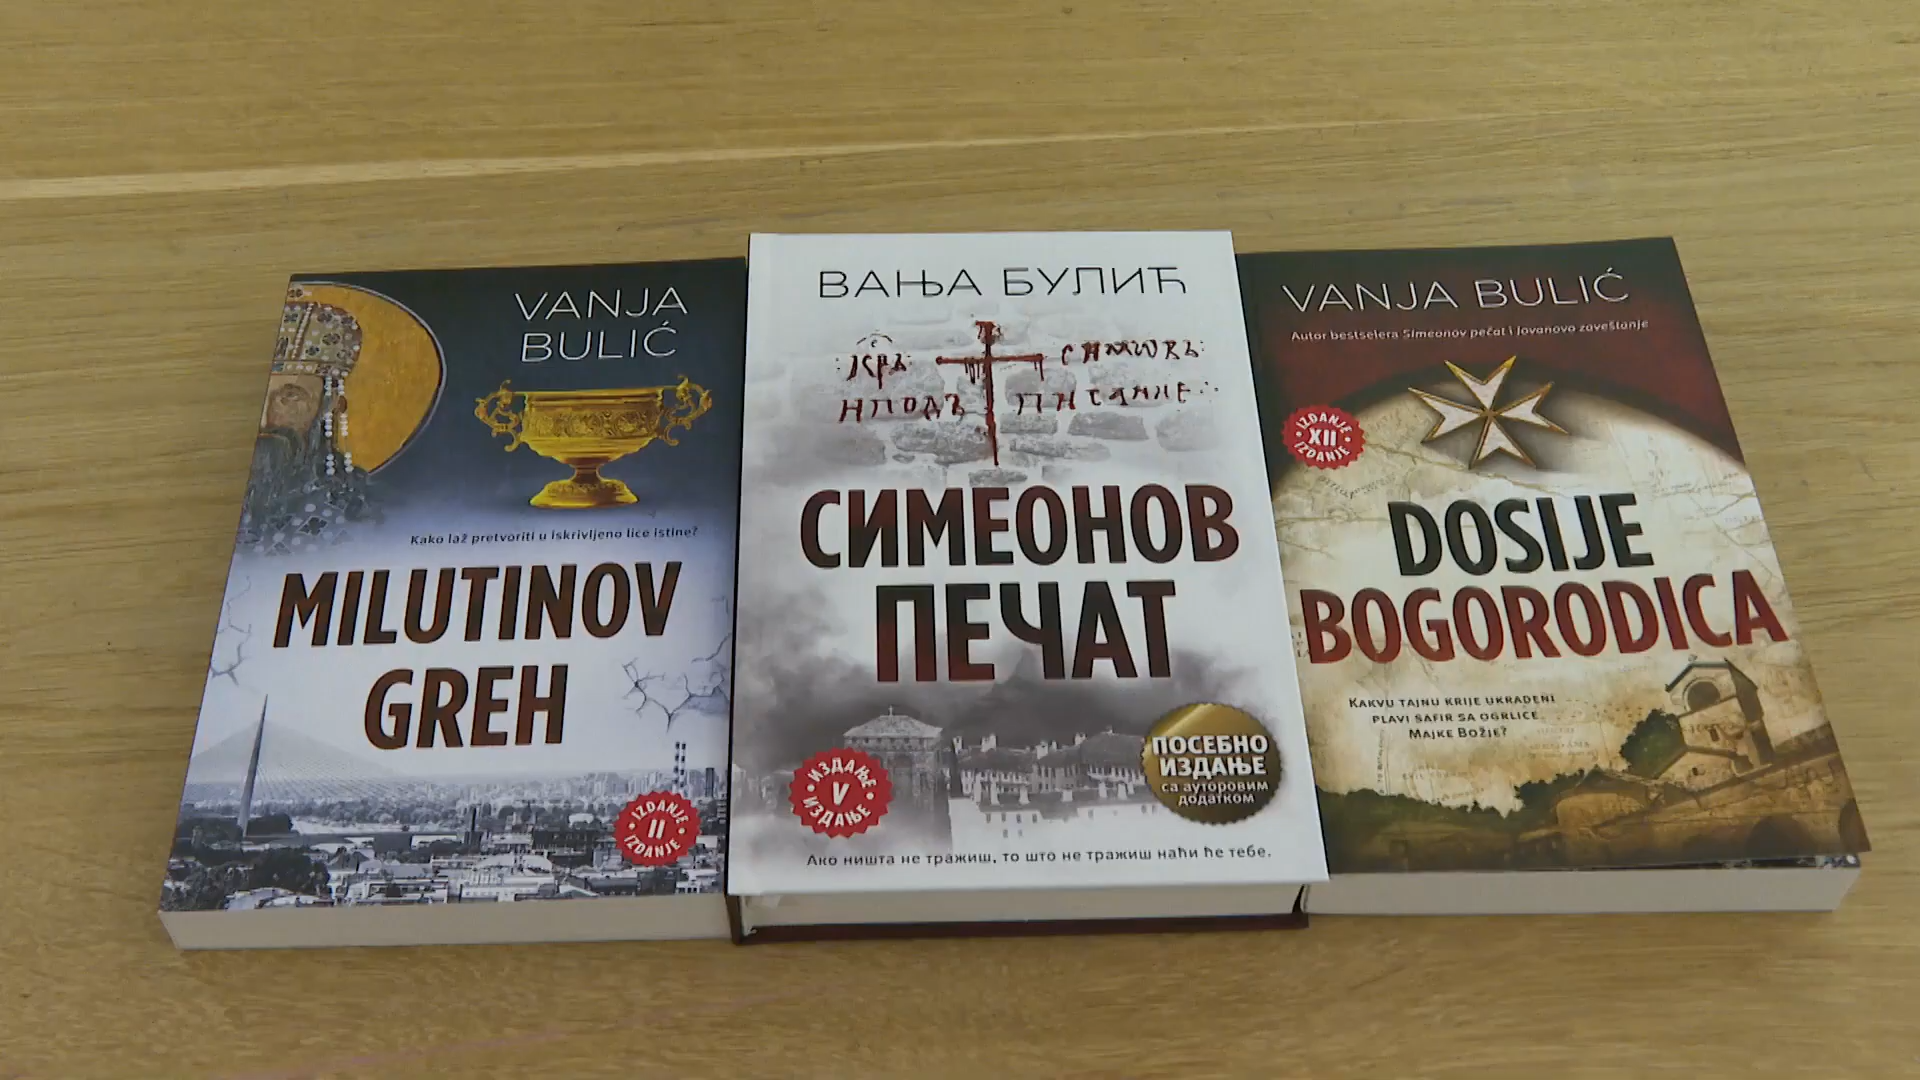 VANJA
BULIĆ
Kako laž pretvoriti u iskrivljeno lice istine?
MILUTINOV
GREH
IZDANJE
II
IZDANJE
ВАЊА БУЛИЋ
СИМЕОНОВ
ПЕЧАТ
ИЗДАЊЕ
V
ИЗДАЊЕ
ПОСЕБНО
ИЗДАЊЕ
са ауторовим
додатком
Ако ништа не тражиш, то што не тражиш наћи ће тебе.
VANJA BULIĆ
Autor bestselera Simeonov pečat i Jovanovo zaveštanje
IZDANJE
XII
IZDANJE
DOSIJE
BOGORODICA
KAKVU TAJNU KRIJE UKRADENI
PLAVI SAFIR SA OGRLICE
MAJKE BOŽJE?